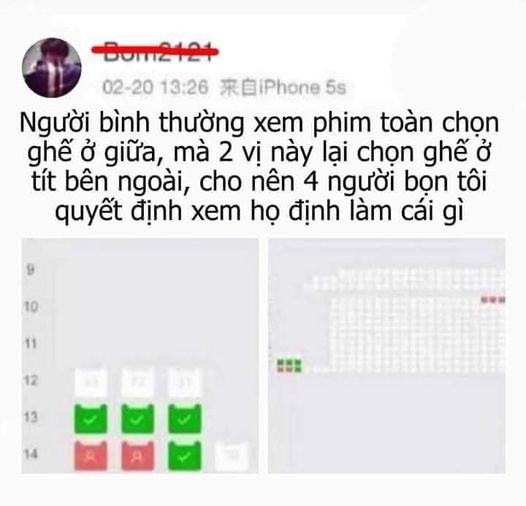 Bom2121
02-20 13:26 来自iPhone 5s
Người bình thường xem phim toàn chọn
ghế ở giữa, mà 2 vị này lại chọn ghế ở
tít bên ngoài, cho nên 4 người bọn tôi
quyết định xem họ định làm cái gì
9
10
11
12
13
14